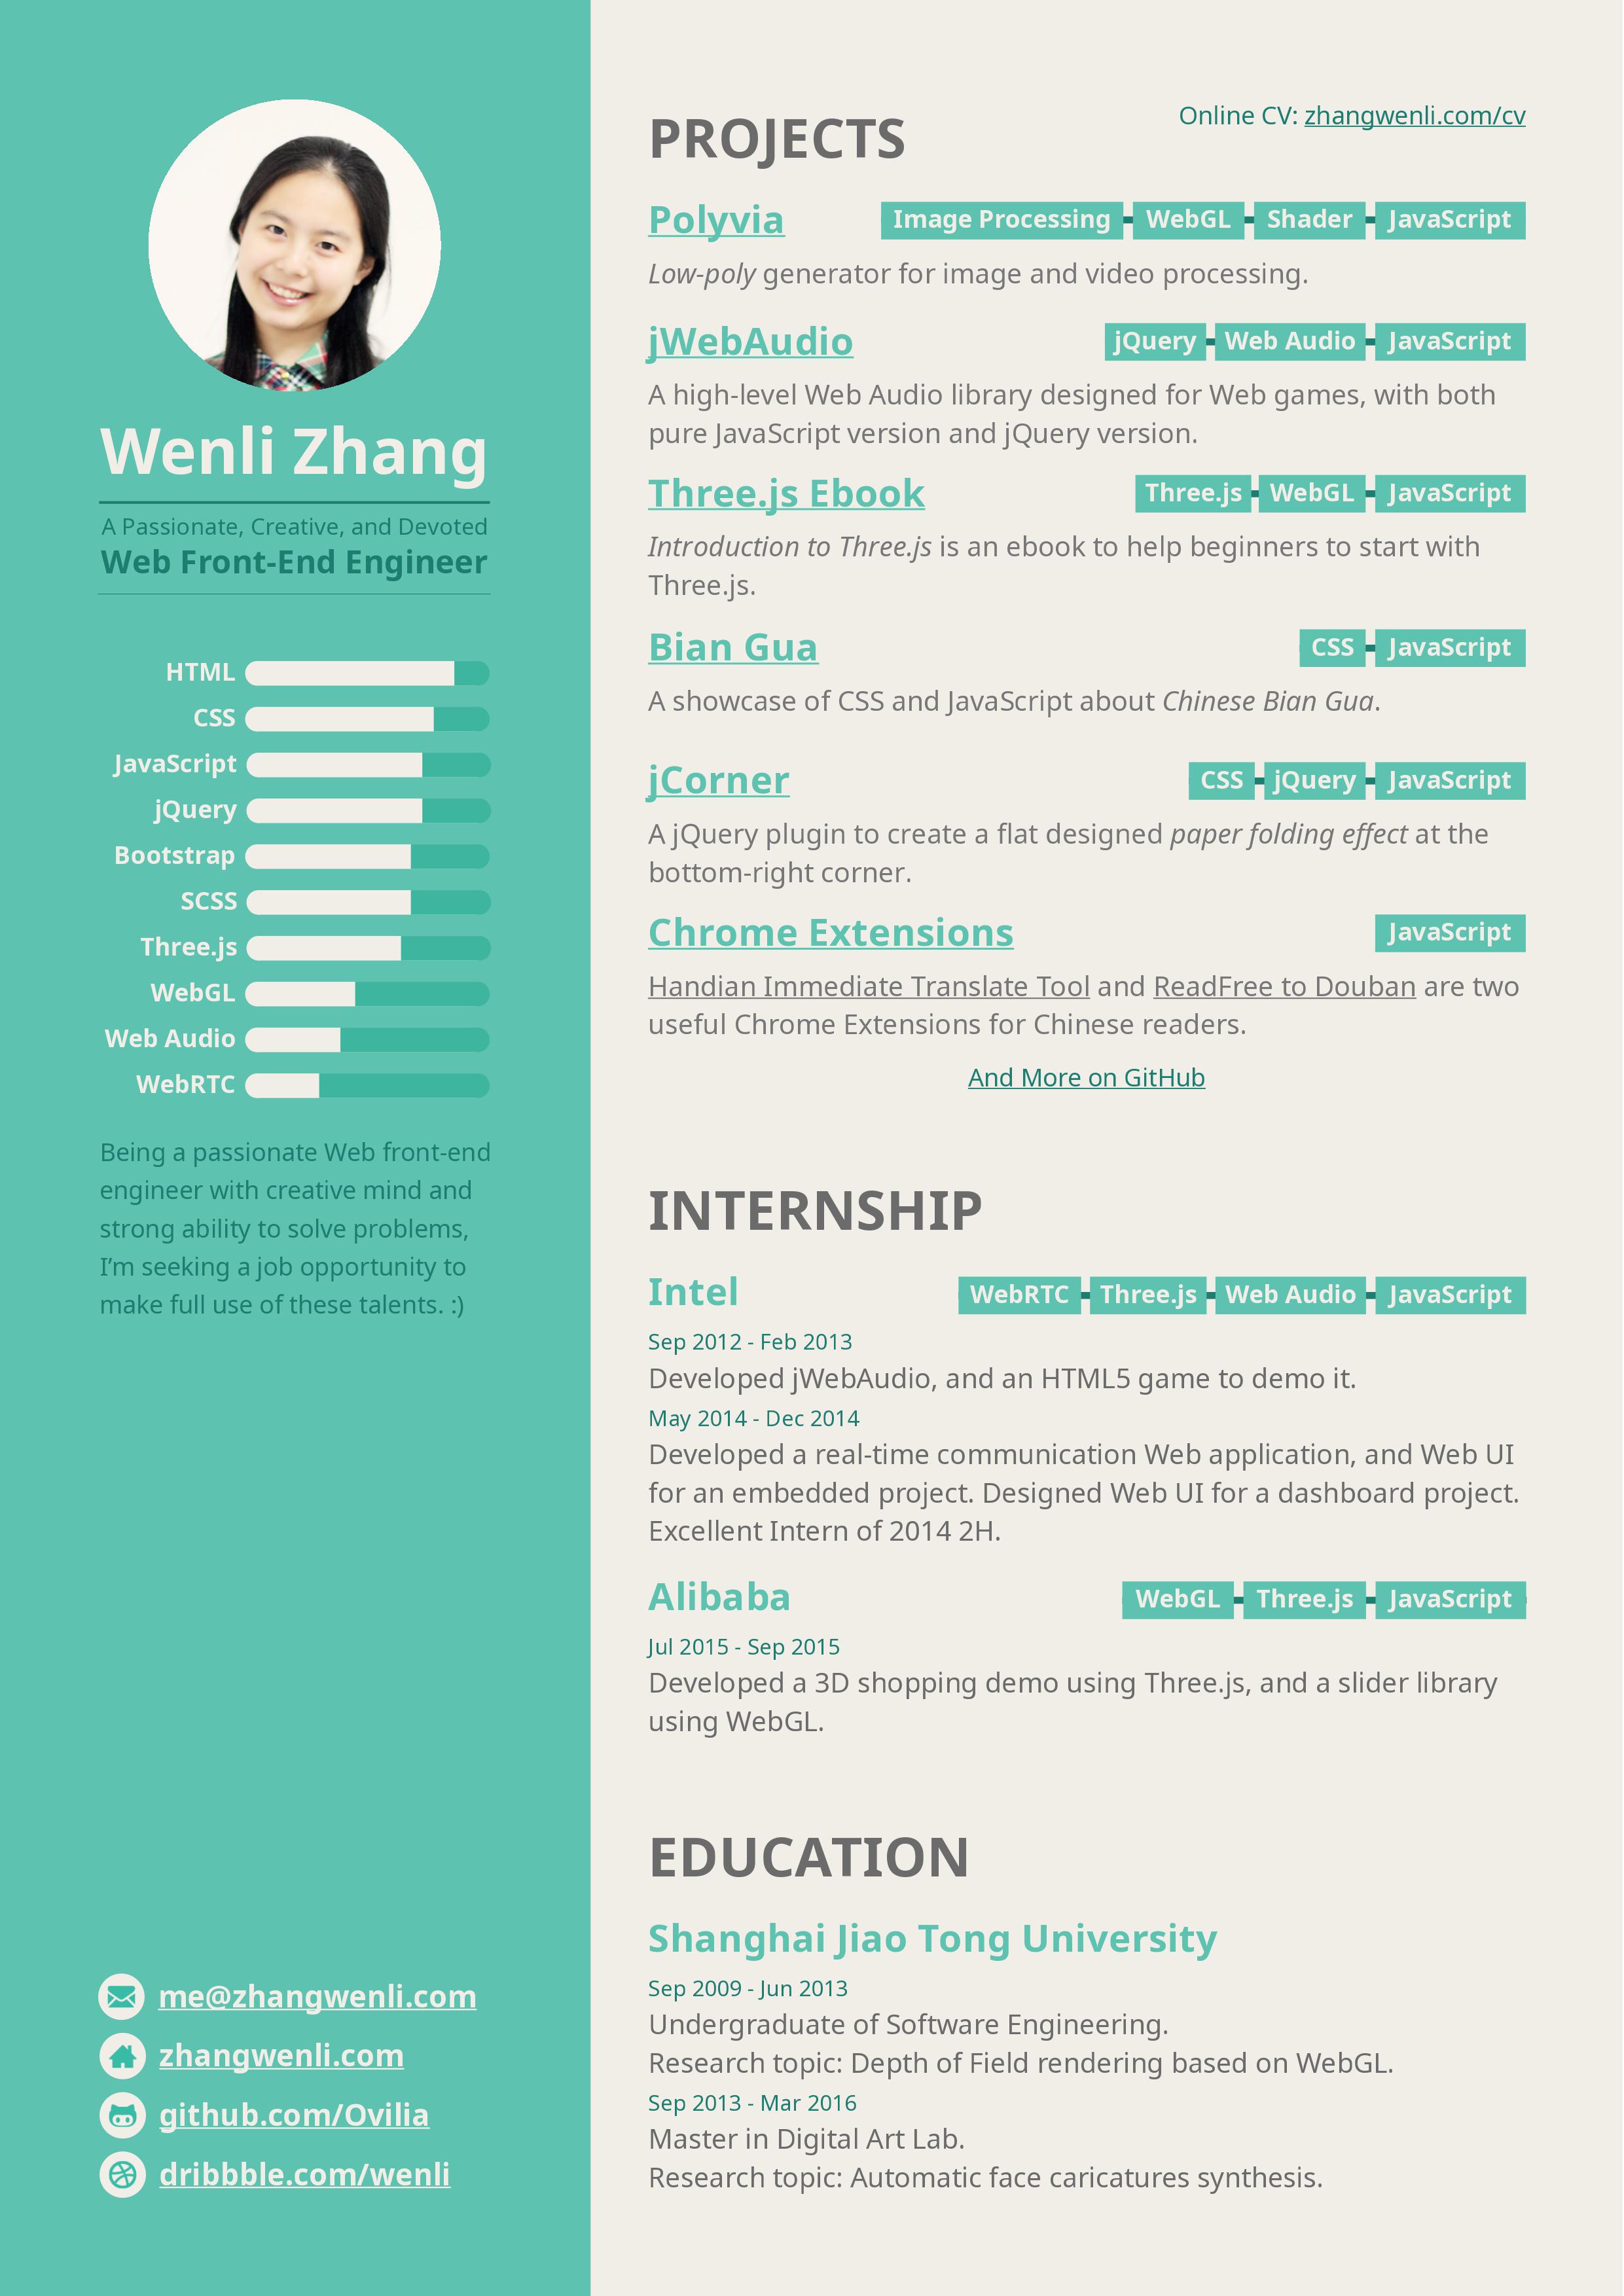 Wenli Zhang
A Passionate, Creative, and Devoted
Web Front-End Engineer
HTML
CSS
JavaScript
jQuery
Bootstrap
SCSS
Three.js
WebGL
Web Audio
WebRTC
Being a passionate Web front-end
engineer with creative mind and
strong ability to solve problems,
I’m seeking a job opportunity to
make full use of these talents. :)
me@zhangwenli.com
zhangwenli.com
github.com/Ovilia
dribbble.com/wenli
Online CV: zhangwenli.com/cv
PROJECTS
Polyvia Image Processing WebGL Shader JavaScript
Low-poly generator for image and video processing.
jWebAudio jQuery Web Audio JavaScript
A high-level Web Audio library designed for Web games, with both
pure JavaScript version and jQuery version.
Three.js Ebook Three.js WebGL JavaScript
Introduction to Three.js is an ebook to help beginners to start with
Three.js.
Bian Gua CSS JavaScript
A showcase of CSS and JavaScript about Chinese Bian Gua.
jCorner CSS jQuery JavaScript
A jQuery plugin to create a flat designed paper folding effect at the
bottom-right corner.
Chrome Extensions JavaScript
Handian Immediate Translate Tool and ReadFree to Douban are two
useful Chrome Extensions for Chinese readers.
And More on GitHub
INTERNSHIP
Intel WebRTC Three.js Web Audio JavaScript
Sep 2012 - Feb 2013
Developed jWebAudio, and an HTML5 game to demo it.
May 2014 - Dec 2014
Developed a real-time communication Web application, and Web UI
for an embedded project. Designed Web UI for a dashboard project.
Excellent Intern of 2014 2H.
Alibaba WebGL Three.js JavaScript
Jul 2015 - Sep 2015
Developed a 3D shopping demo using Three.js, and a slider library
using WebGL.
EDUCATION
Shanghai Jiao Tong University
Sep 2009 - Jun 2013
Undergraduate of Software Engineering.
Research topic: Depth of Field rendering based on WebGL.
Sep 2013 - Mar 2016
Master in Digital Art Lab.
Research topic: Automatic face caricatures synthesis.